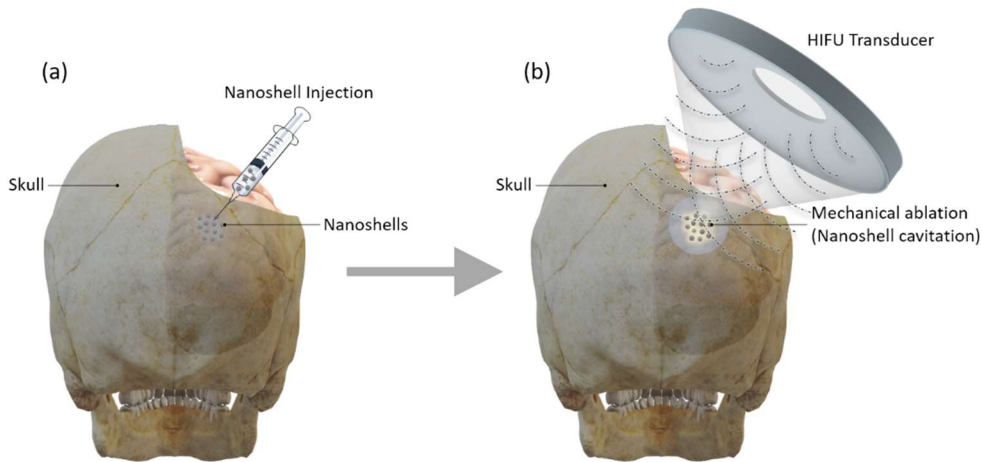 (a)
Nanoshell Injection
Skull
Nanoshells
(b)
HIFU Transducer
Skull
Mechanical ablation
(Nanoshell cavitation)